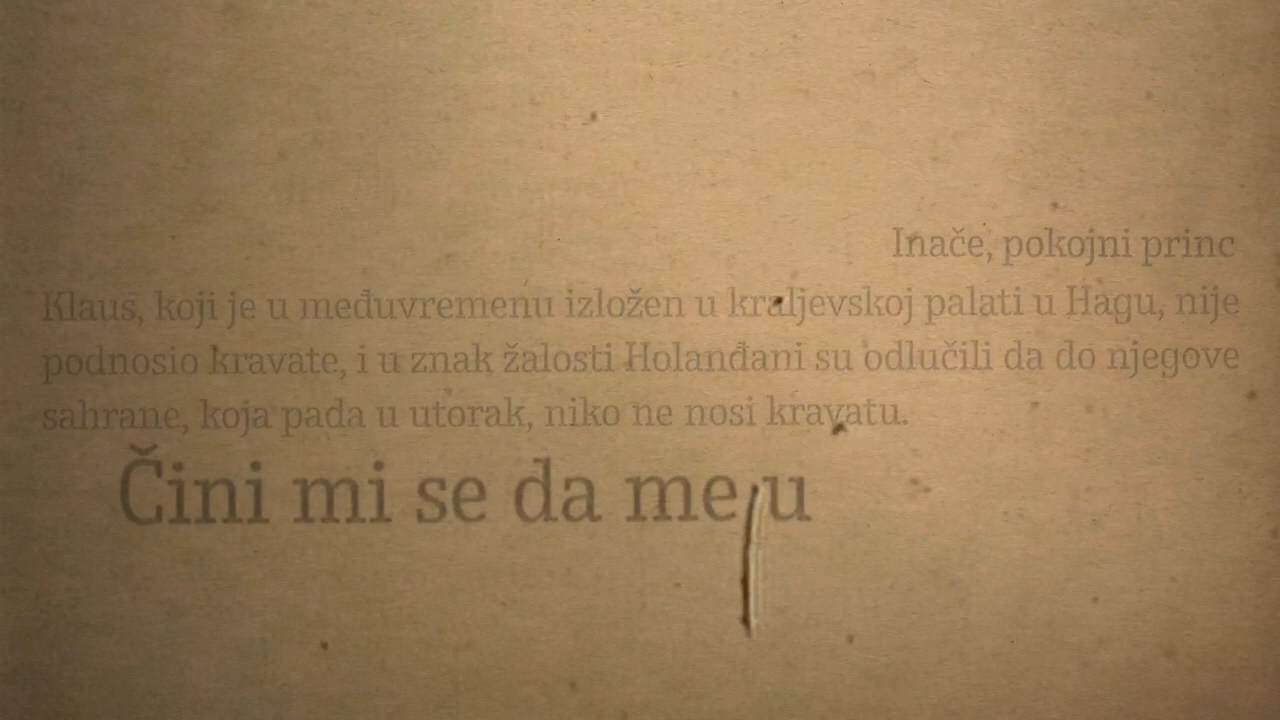 Inače, pokojni princ
Klaus, koji je u međuvremenu izložen u kraljevskoj palati u Hagu, nije
podnosio kravate, i u znak žalosti Holanđani su odlučili da do njegove
sahrane, koja pada u utorak, niko ne nosi kravatu.
Čini mi se da me u